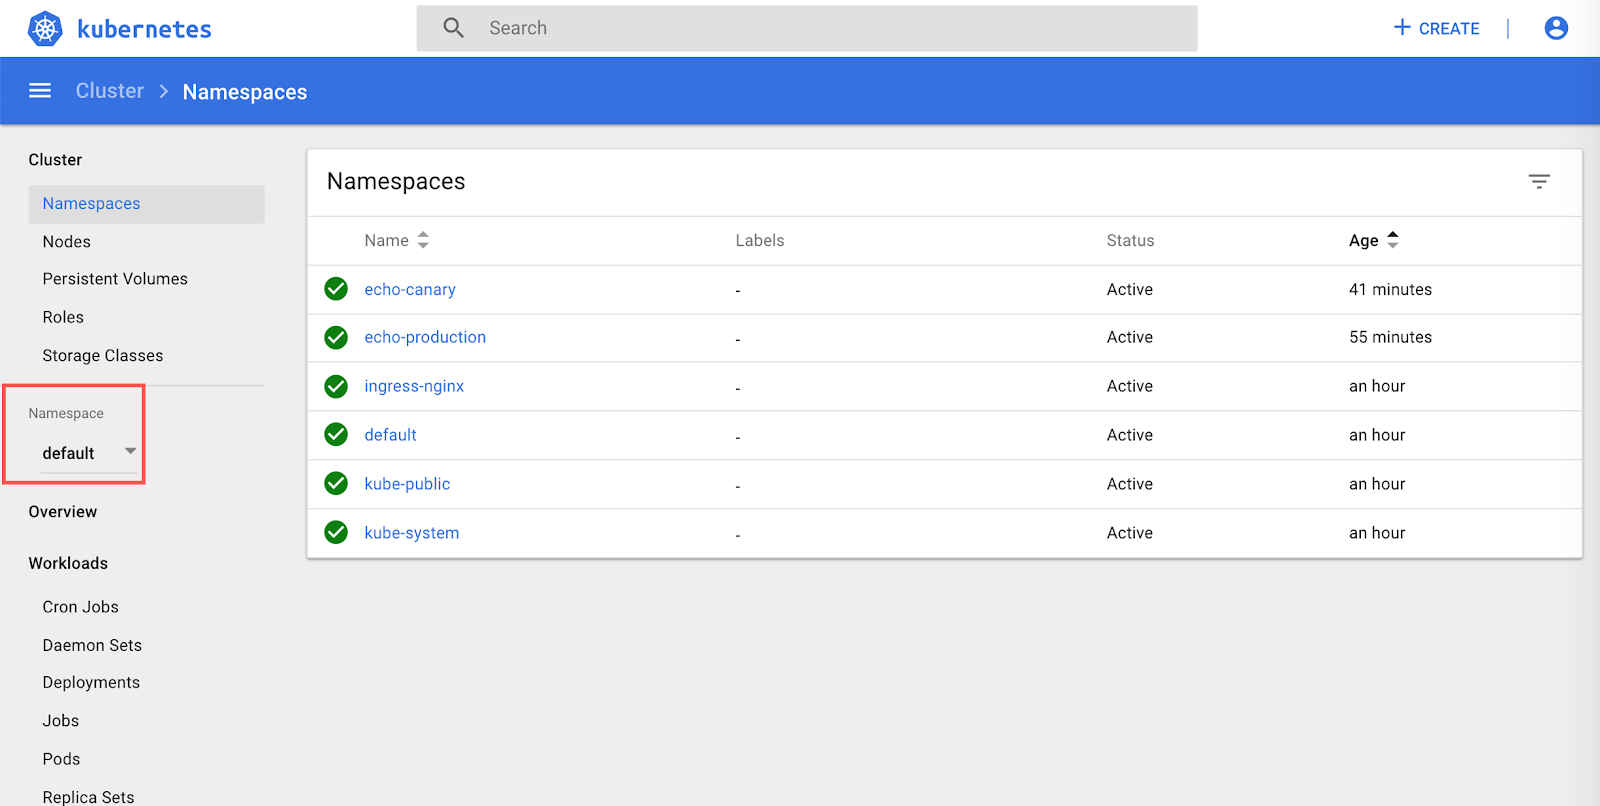 kubernetes
Search
CREATE
Cluster
Namespaces
Cluster
Namespaces
Nodes
Persistent Volumes
Roles
Storage Classes
Namespace
default
Overview
Workloads
Cron Jobs
Daemon Sets
Deployments
Jobs
Pods
Replica Sets
Namespaces
Name Labels Status Age
echo-canary - Active 41 minutes
echo-production - Active 55 minutes
ingress-nginx - Active an hour
default - Active an hour
kube-public - Active an hour
kube-system - Active an hour